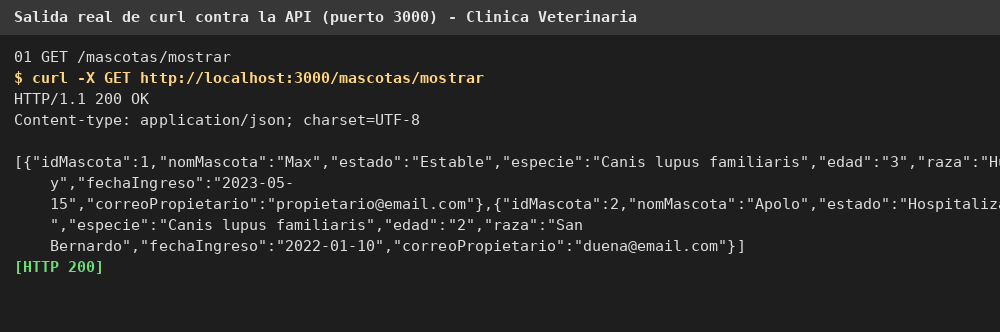 Salida real de curl contra la API (puerto 3000) - Clinica Veterinaria
01 GET /mascotas/mostrar
$ curl -X GET http://localhost:3000/mascotas/mostrar
HTTP/1.1 200 OK
Content-type: application/json; charset=UTF-8
[{"idMascota":1,"nomMascota":"Max","estado":"Estable","especie":"Canis lupus familiaris","edad":"3","raza":"H
y","fechaIngreso":"2023-05-
15","correoPropietario":"propietario@email.com"},{"idMascota":2,"nomMascota":"Apolo","estado":"Hospitaliza
","especie":"Canis lupus familiaris","edad":"2","raza":"San
Bernardo","fechaIngreso":"2022-01-10","correoPropietario":"duena@email.com"}]
[HTTP 200]